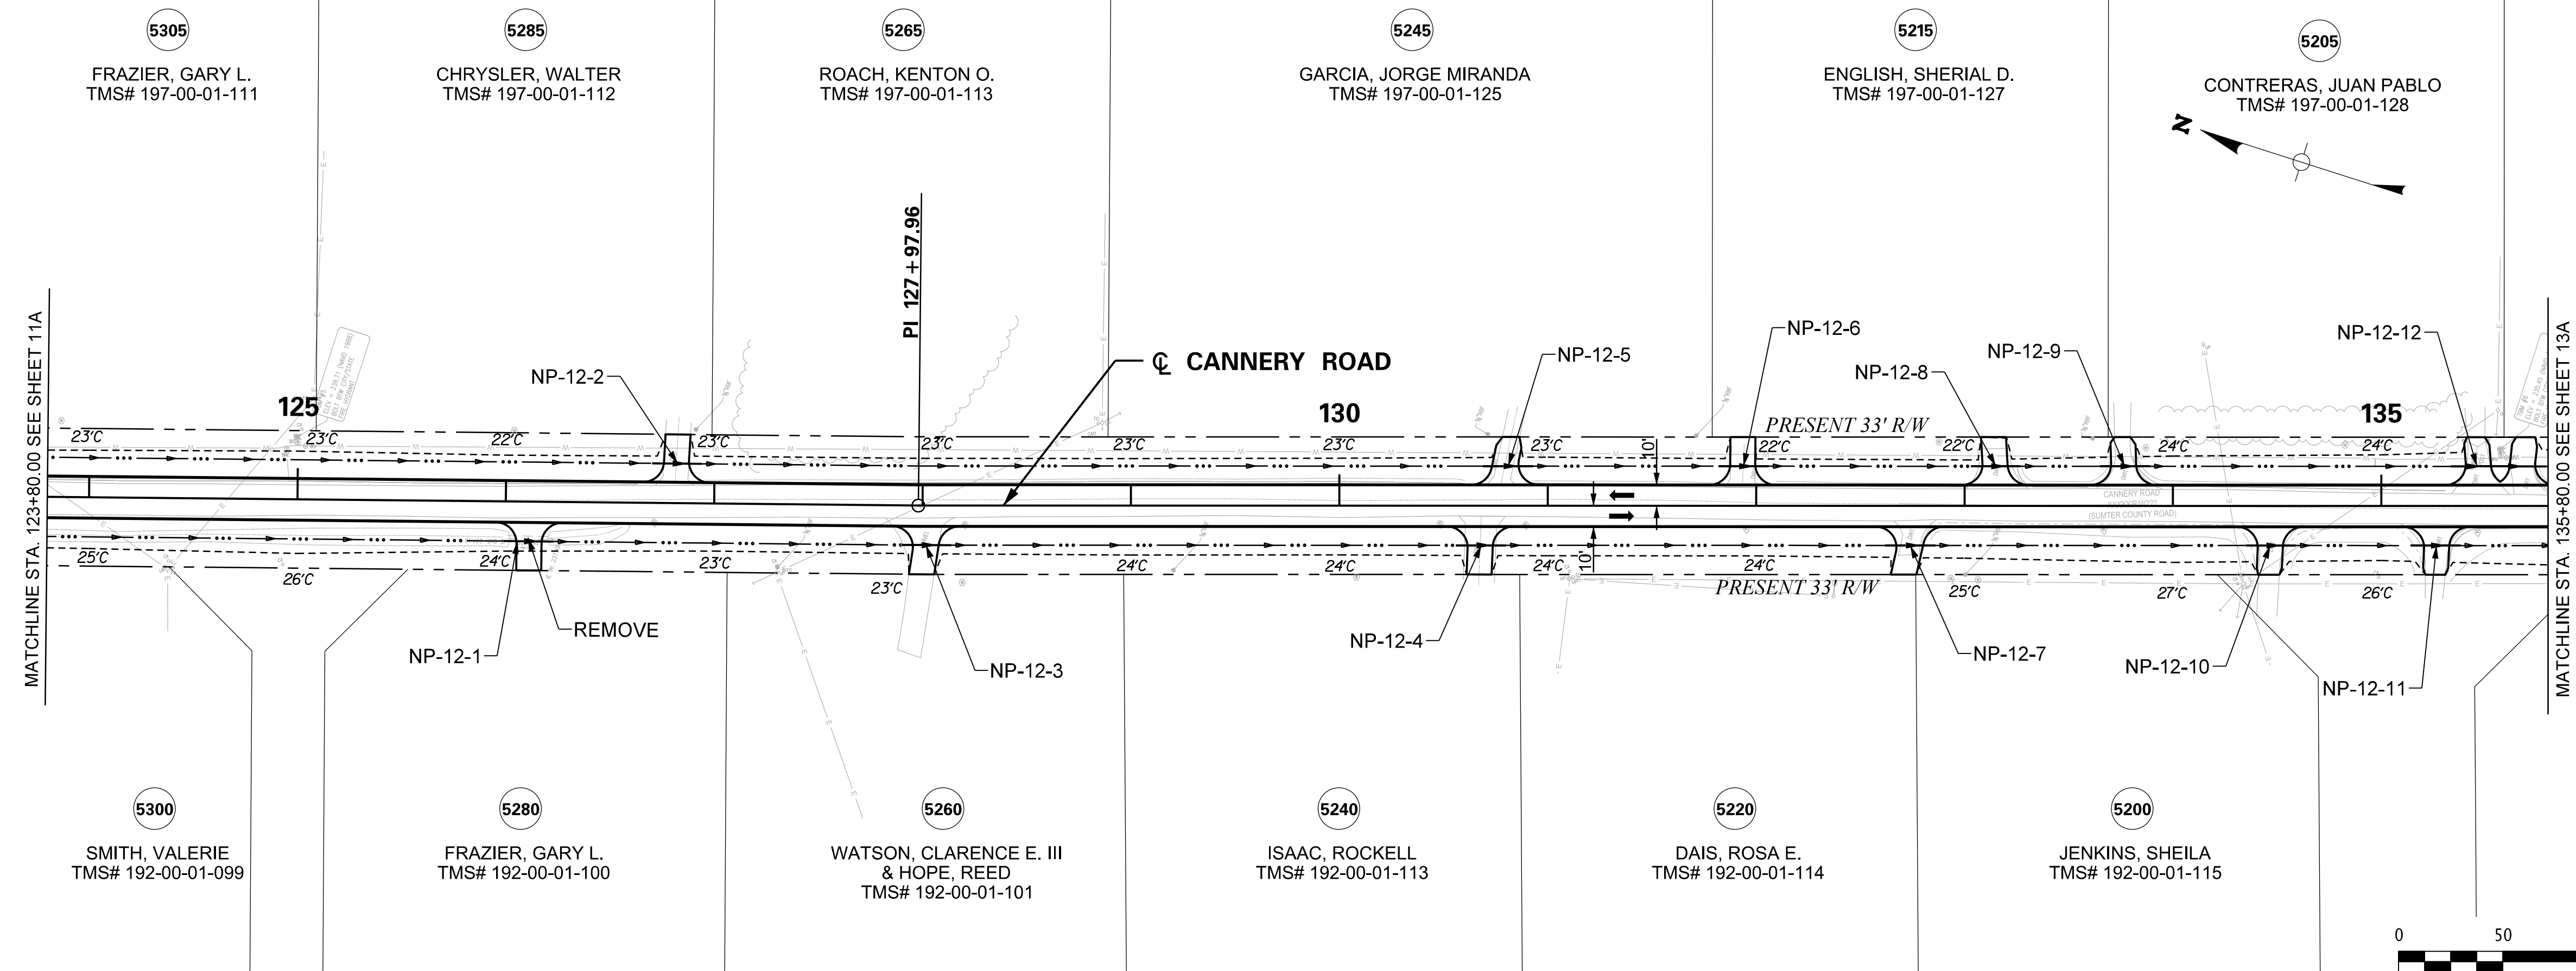 5305
FRAZIER, GARY L.
TMS# 197-00-01-111
5285
CHRYSLER, WALTER
TMS# 197-00-01-112
5265
ROACH, KENTON O.
TMS# 197-00-01-113
5245
GARCIA, JORGE MIRANDA
TMS# 197-00-01-125
5215
ENGLISH, SHERIAL D.
TMS# 197-00-01-127
5205
CONTRERAS, JUAN PABLO
TMS# 197-00-01-128
N
MATCHLINE STA. 123+80.00 SEE SHEET 11A
PI 127+97.96
℄ CANNERY ROAD
NP-12-2
NP-12-5
NP-12-6
NP-12-8
NP-12-9
NP-12-12
125
130
135
PRESENT 33' R/W
23'C
23'C
22'C
23'C
23'C
23'C
23'C
23'C
22'C
22'C
24'C
24'C
10'
CANNERY ROAD
(SUMTER COUNTY ROAD)
10'
25'C
26'C
24'C
23'C
23'C
24'C
24'C
24'C
24'C
25'C
27'C
26'C
PRESENT 33' R/W
NP-12-1
REMOVE
NP-12-3
NP-12-4
NP-12-7
NP-12-10
NP-12-11
MATCHLINE STA. 135+80.00 SEE SHEET 13A
5300
SMITH, VALERIE
TMS# 192-00-01-099
5280
FRAZIER, GARY L.
TMS# 192-00-01-100
5260
WATSON, CLARENCE E. III
& HOPE, REED
TMS# 192-00-01-101
5240
ISAAC, ROCKELL
TMS# 192-00-01-113
5220
DAIS, ROSA E.
TMS# 192-00-01-114
5200
JENKINS, SHEILA
TMS# 192-00-01-115
0
50